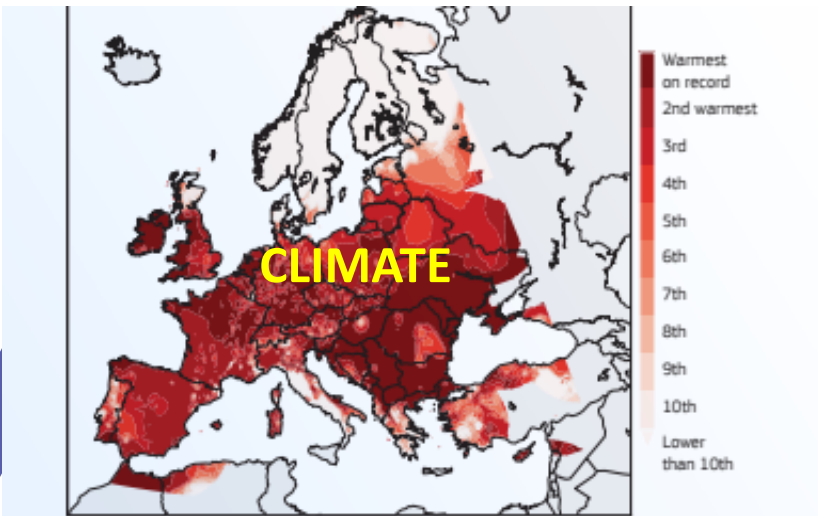 Warmest
on record
2nd warmest
3rd
4th
5th
CLIMATE
6th
7th
8th
9th
10th
Lower
than 10th